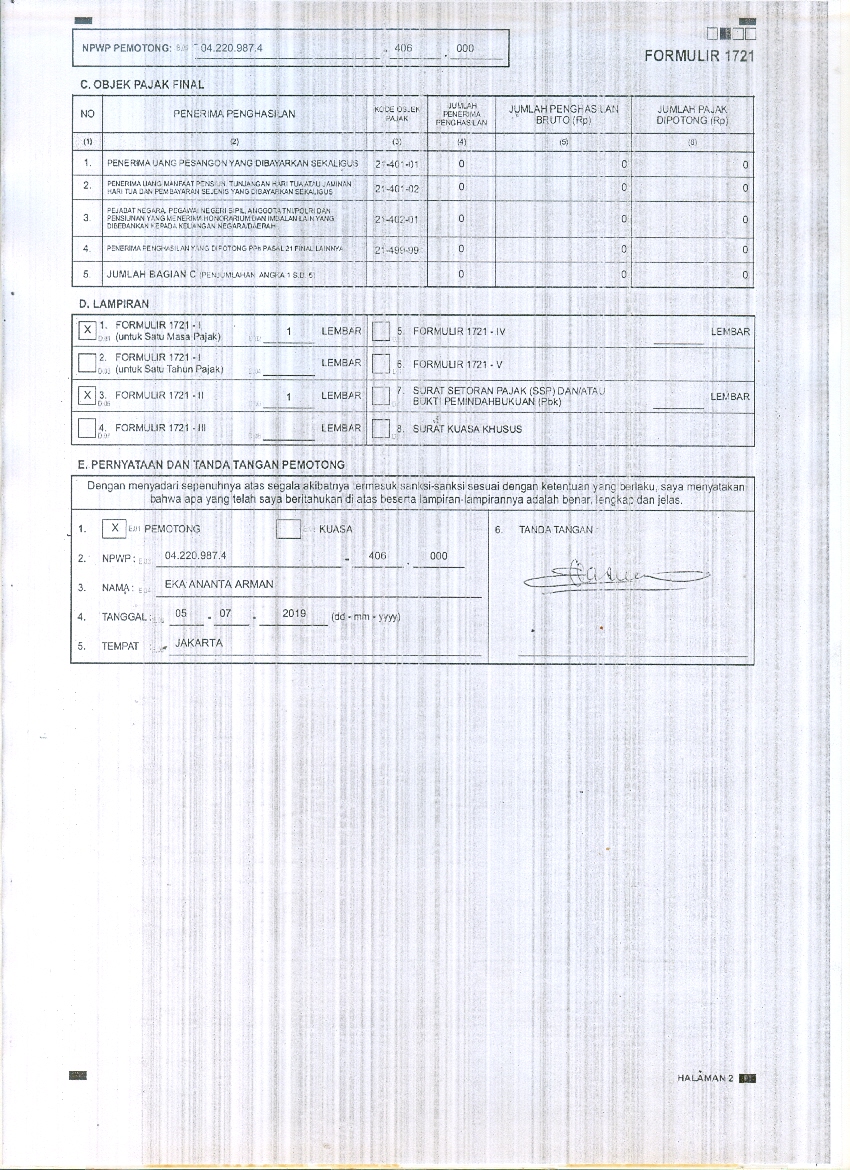 NPWP PEMOTONG: 04.220.987.4 - 406 . 000
FORMULIR 1721
C. OBJEK PAJAK FINAL
NO PENERIMA PENGHASILAN KODE OBJEK PAJAK JUMLAH PENERIMA PENGHASILAN JUMLAH PENGHASILAN BRUTO (Rp) JUMLAH PAJAK DIPOTONG (Rp)
(1) (2) (3) (4) (5) (6)
1. PENERIMA UANG PESANGON YANG DIBAYARKAN SEKALIGUS 21-401-01 0 0 0
2. PENERIMA UANG MANFAAT PENSIUN, TUNJANGAN HARI TUA ATAU JAMINAN
HARI TUA DAN PEMBAYARAN SEJENIS YANG DIBAYARKAN SEKALIGUS 21-401-02 0 0 0
3. PEJABAT NEGARA, PEGAWAI NEGERI SIPIL, ANGGOTA TNI/POLRI DAN
PENSIUNAN YANG MENERIMA HONORARIUM DAN IMBALAN LAIN YANG
DIBEBANKAN KEPADA KEUANGAN NEGARA/DAERAH 21-402-01 0 0 0
4. PENERIMA PENGHASILAN YANG DIPOTONG PPh PASAL 21 FINAL LAINNYA 21-499-99 0 0 0
5. JUMLAH BAGIAN C (PENJUMLAHAN ANGKA 1 S.D. 5) 0 0 0
D. LAMPIRAN
X 1. FORMULIR 1721 - I
(untuk Satu Masa Pajak) 1 LEMBAR
5. FORMULIR 1721 - IV LEMBAR
2. FORMULIR 1721 - I
(untuk Satu Tahun Pajak) LEMBAR
6. FORMULIR 1721 - V
X 3. FORMULIR 1721 - II 1 LEMBAR
7. SURAT SETORAN PAJAK (SSP) DAN/ATAU
BUKTI PEMINDAHBUKUAN (Pbk) LEMBAR
4. FORMULIR 1721 - III LEMBAR
8. SURAT KUASA KHUSUS
E. PERNYATAAN DAN TANDA TANGAN PEMOTONG
Dengan menyadari sepenuhnya atas segala akibatnya termasuk sanksi-sanksi sesuai dengan ketentuan yang berlaku, saya menyatakan
bahwa apa yang telah saya beritahukan di atas beserta lampiran-lampirannya adalah benar, lengkap dan jelas.
1. X PEMOTONG KUASA
2. NPWP : 04.220.987.4 - 406 . 000
3. NAMA : EKA ANANTA ARMAN
4. TANGGAL : 05 - 07 - 2019 (dd - mm - yyyy)
5. TEMPAT : JAKARTA
6. TANDA TANGAN
HALAMAN 2